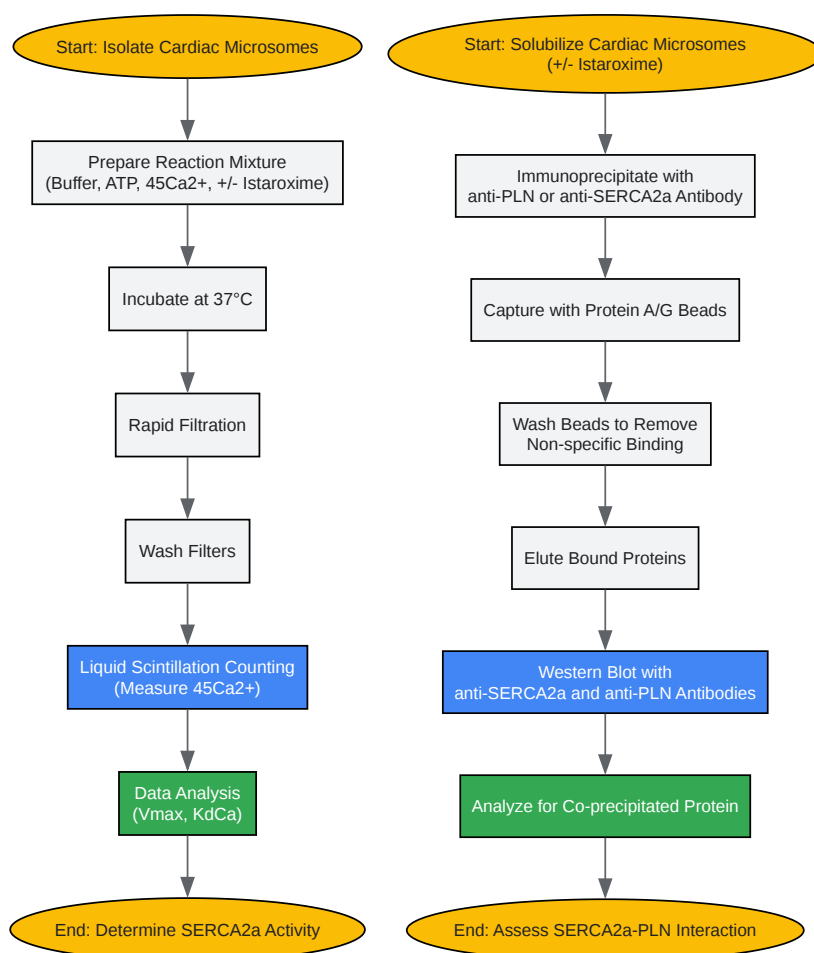 Start: Isolate Cardiac Microsomes
Prepare Reaction Mixture
(Buffer, ATP, 45Ca2+, +/- Istaroxime)
Incubate at 37°C
Rapid Filtration
Wash Filters
Liquid Scintillation Counting
(Measure 45Ca2+)
Data Analysis
(Vmax, KdCa)
End: Determine SERCA2a Activity
Start: Solubilize Cardiac Microsomes
(+/- Istaroxime)
Immunoprecipitate with
anti-PLN or anti-SERCA2a Antibody
Capture with Protein A/G Beads
Wash Beads to Remove
Non-specific Binding
Elute Bound Proteins
Western Blot with
anti-SERCA2a and anti-PLN Antibodies
Analyze for Co-precipitated Protein
End: Assess SERCA2a-PLN Interaction